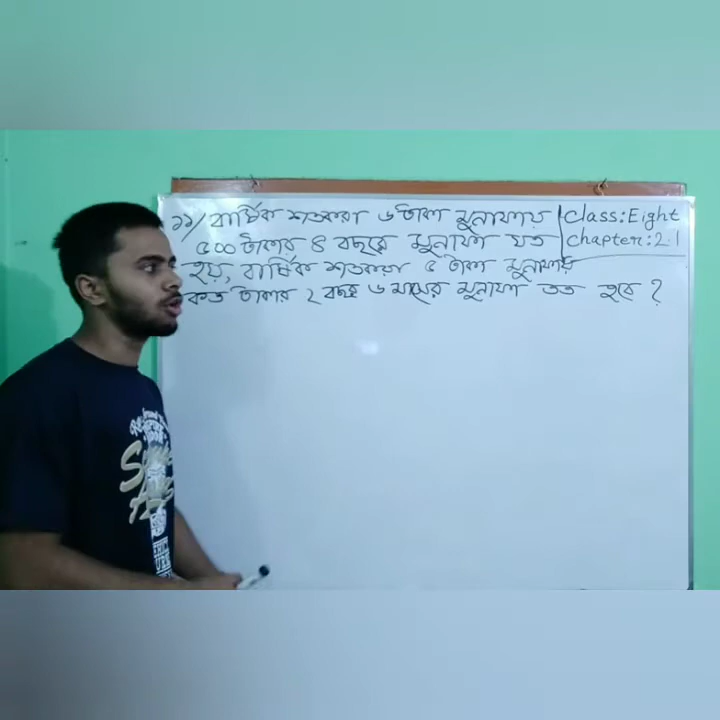 ১১/ বার্ষিক শতকরা ৬ টাকা মুনাফায়
৫০০ টাকার ৪ বছরে মুনাফা যত
হয়, বার্ষিক শতকরা ৫ টাকা মুনাফায়
কত টাকার ২ বছর ৬ মাসের মুনাফা তত হবে ?
Class: Eight
Chapter: 2.1